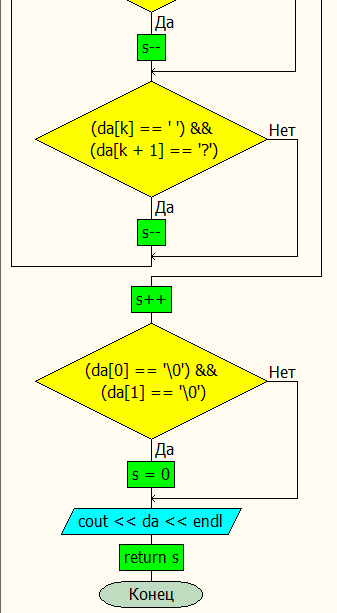 Да
s--
(da[k] == ' ') &&
(da[k + 1] == '?')
Нет
Да
s--
s++
(da[0] == '\0') &&
(da[1] == '\0')
Нет
Да
s = 0
cout << da << endl
return s
Конец